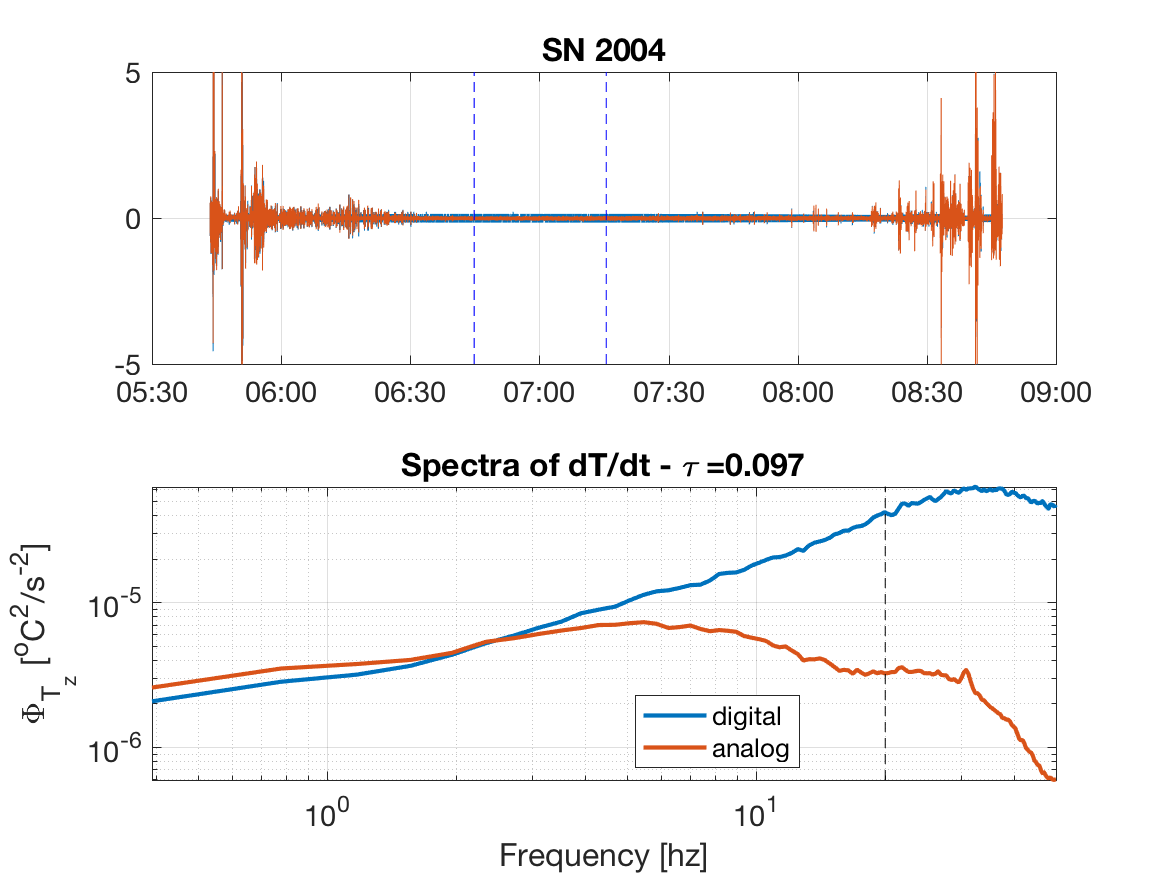 SN 2004
5
0
-5
05:30 06:00 06:30 07:00 07:30 08:00 08:30 09:00
Spectra of dT/dt - τ =0.097
Φ_{T_z} [°C²/s⁻²]
10⁻⁵
10⁻⁶
digital
analog
10⁰ 10¹
Frequency [hz]